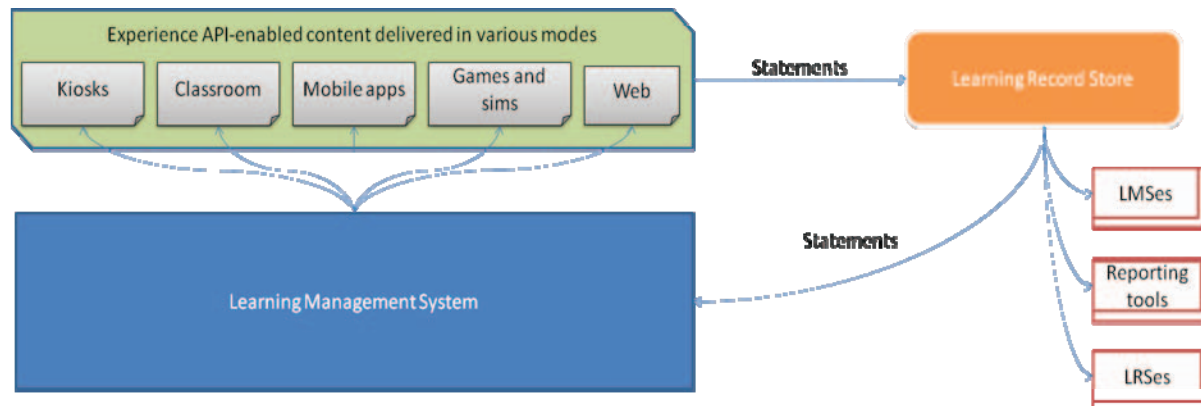 Experience API-enabled content delivered in various modes
Kiosks
Classroom
Mobile apps
Games and
sims
Web
Statements
Learning Record Store
LMSes
Statements
Reporting
tools
Learning Management System
LRSes